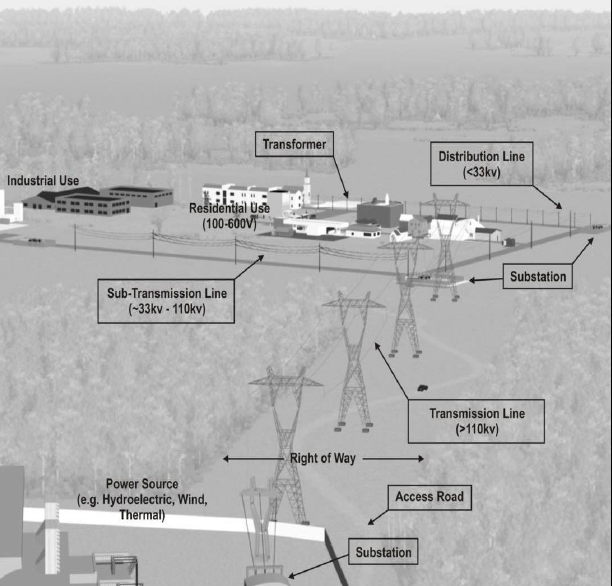 Transformer
Distribution Line
(<33kv)
Industrial Use
Residential Use
(100-600V)
Substation
Sub-Transmission Line
(~33kv - 110kv)
Transmission Line
(>110kv)
Right of Way
Power Source
(e.g. Hydroelectric, Wind,
Thermal)
Access Road
Substation